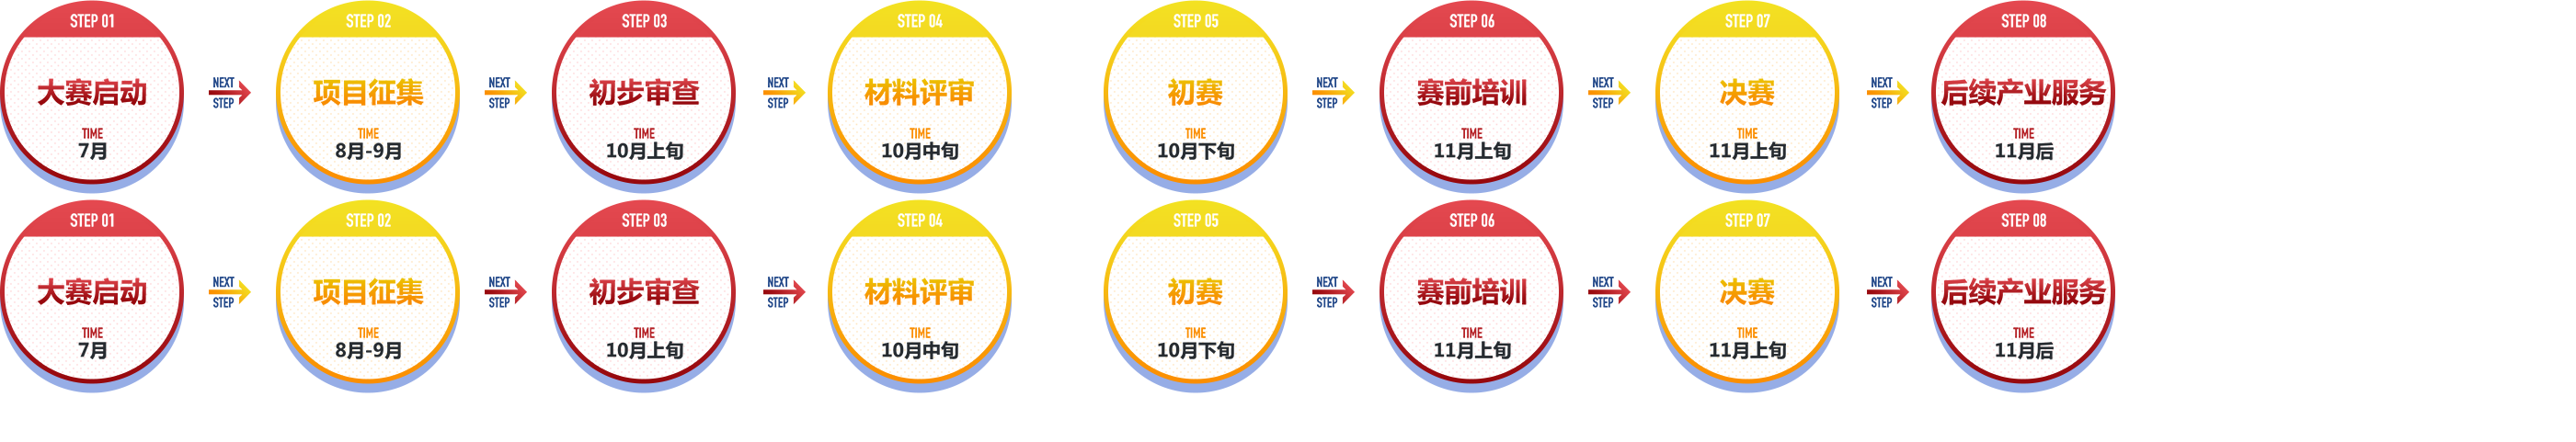 STEP 01
大赛启动
TIME
7月
NEXT
STEP
STEP 02
项目征集
TIME
8月-9月
NEXT
STEP
STEP 03
初步审查
TIME
10月上旬
NEXT
STEP
STEP 04
材料评审
TIME
10月中旬
STEP 05
初赛
TIME
10月下旬
NEXT
STEP
STEP 06
赛前培训
TIME
11月上旬
NEXT
STEP
STEP 07
决赛
TIME
11月上旬
NEXT
STEP
STEP 08
后续产业服务
TIME
11月后
STEP 01
大赛启动
TIME
7月
NEXT
STEP
STEP 02
项目征集
TIME
8月-9月
NEXT
STEP
STEP 03
初步审查
TIME
10月上旬
NEXT
STEP
STEP 04
材料评审
TIME
10月中旬
STEP 05
初赛
TIME
10月下旬
NEXT
STEP
STEP 06
赛前培训
TIME
11月上旬
NEXT
STEP
STEP 07
决赛
TIME
11月上旬
NEXT
STEP
STEP 08
后续产业服务
TIME
11月后